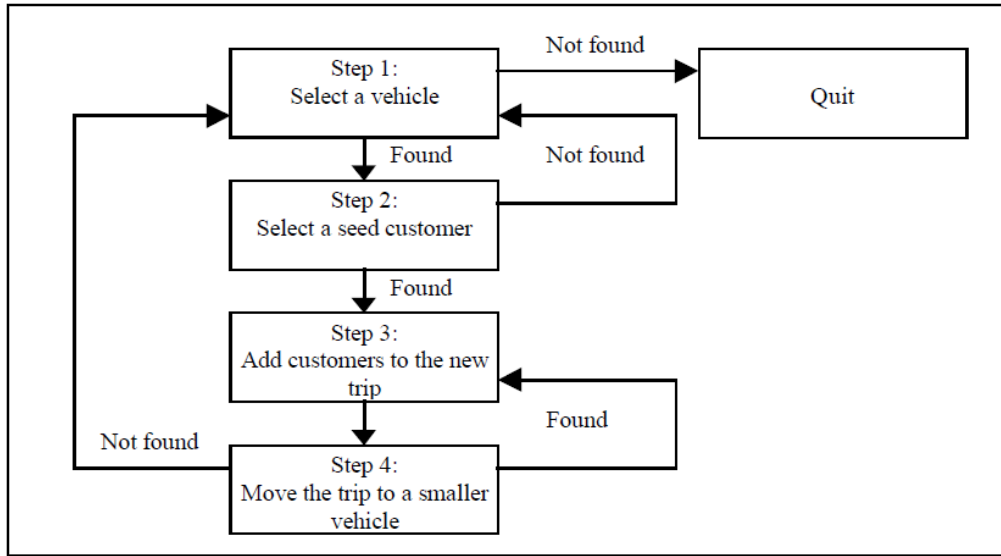 Step 1:
Select a vehicle
Not found
Quit
Found
Not found
Step 2:
Select a seed customer
Found
Step 3:
Add customers to the new
trip
Found
Not found
Step 4:
Move the trip to a smaller
vehicle